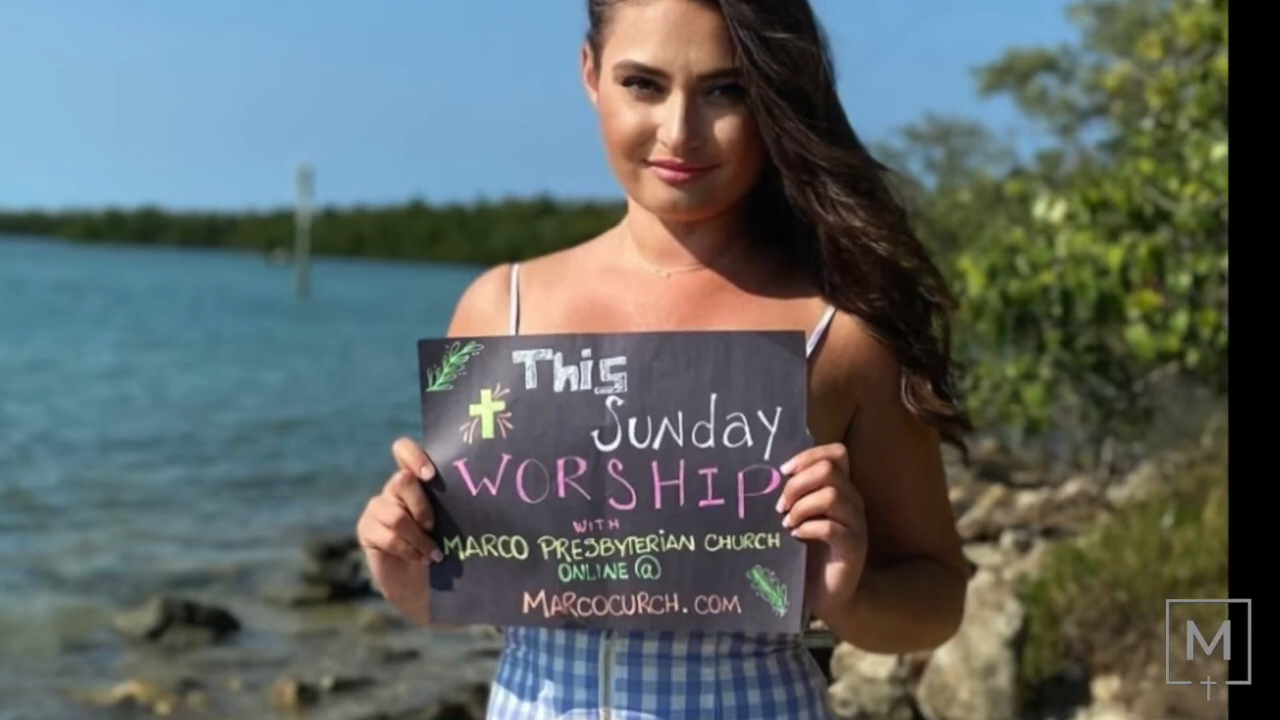 This
Sunday
WORSHIP
WITH
MARCO PRESBYTERIAN CHURCH
ONLINE @
MARCOCURCH.COM
M